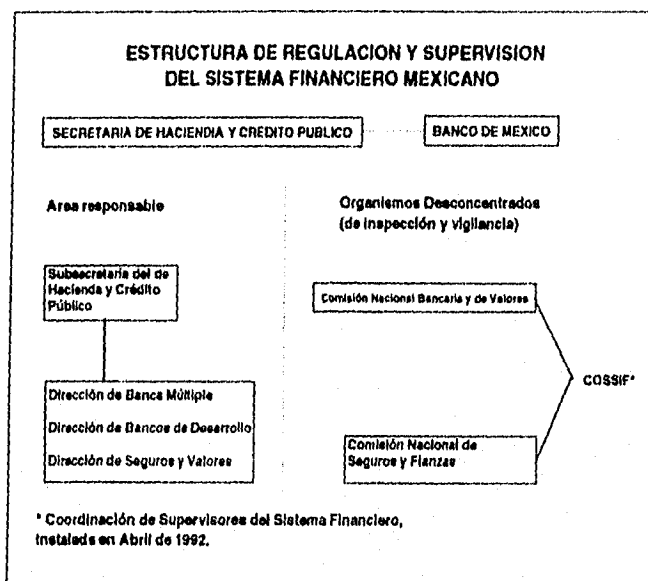 ESTRUCTURA DE REGULACION Y SUPERVISION
DEL SISTEMA FINANCIERO MEXICANO
SECRETARIA DE HACIENDIA Y CREDITO PUBLICO
BANCO DE MEXICO
Area responsable
Organismos Desconcentrados
(de inspección y vigilancia)
Subsecretaría del de
Hacienda y Crédito
Público
Comisión Nacional Bancaria y de Valores
COSSIF*
Dirección de Banca Múltiple
Dirección de Bancos de Desarrollo
Dirección de Seguros y Valores
Comisión Nacional de
Seguros y Fianzas
* Coordinación de Supervisores del Sistema Financiero,
Instalada en Abril de 1992.